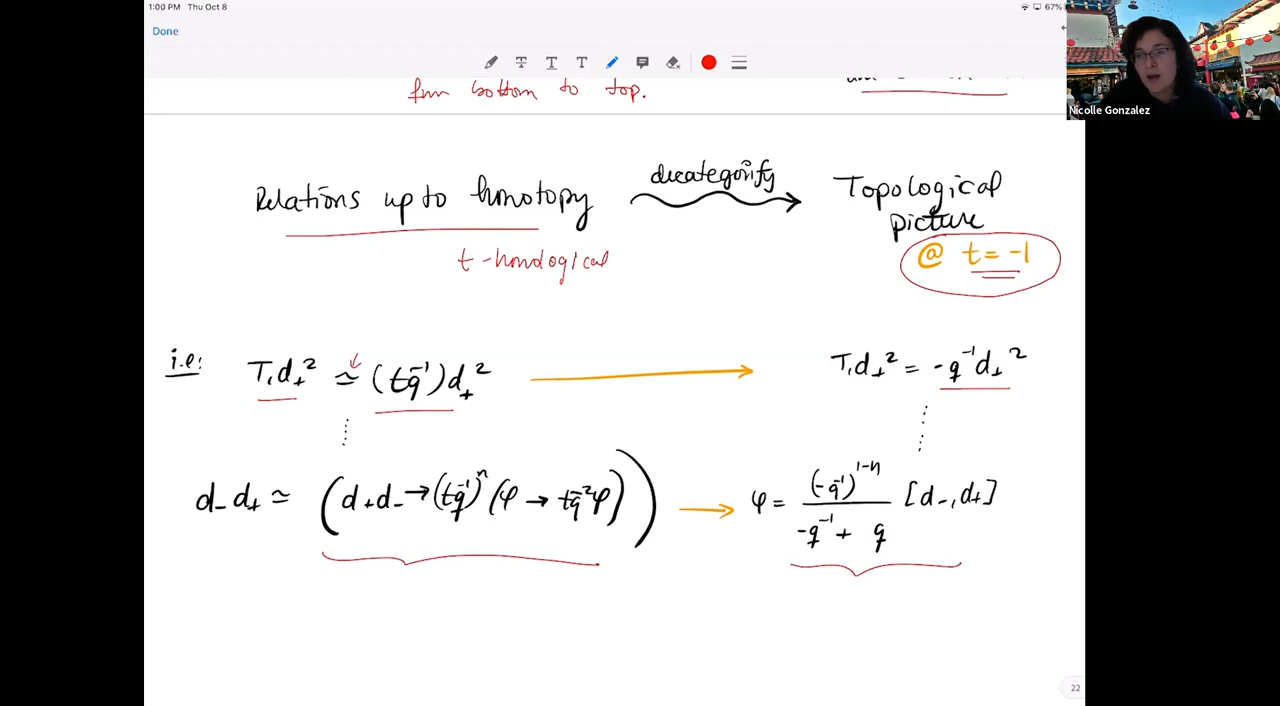 1:00 PM Thu Oct 8
67%
Done
from bottom to top.
Nicolle Gonzalez
Relations up to homotopy
decategorify
Topological
picture
t - homological
@ t = -1
i.e:
T₁d₊² ≃ (tq⁻¹)d₊²
T₁d₊² = -q⁻¹d₊²
d₋d₊ ≃ (d₊d₋ → (tq⁻¹)ⁿ(φ → tq⁻²φ))
φ = (-q⁻¹)¹⁻ⁿ / (-q⁻¹ + q) [d₋, d₊]
22